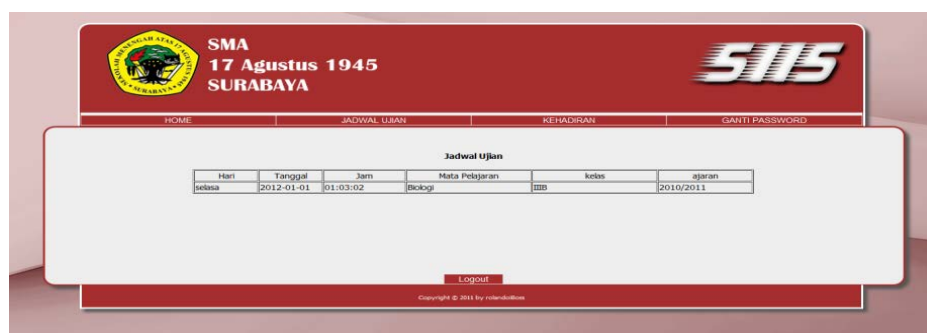 SMA
17 Agustus 1945
SURABAYA
SIIS
HOME JADWAL UJIAN KEHADIRAN GANTI PASSWORD
Jadwal Ujian
Hari Tanggal Jam Mata Pelajaran kelas ajaran
selasa 2012-01-01 01:03:02 Biologi IIIB 2010/2011
Logout
Copyright © 2011 by